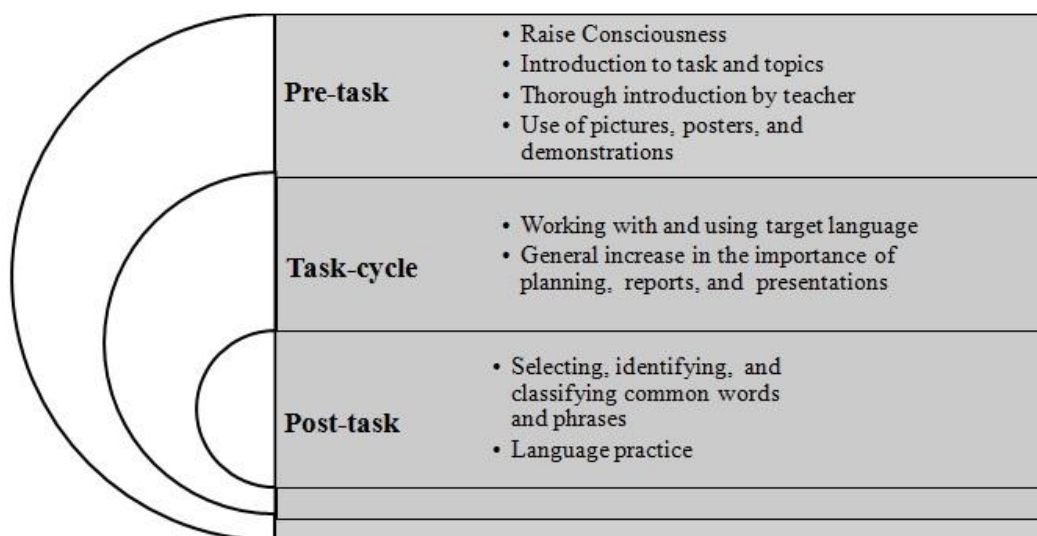 Pre-task
• Raise Consciousness
• Introduction to task and topics
• Thorough introduction by teacher
• Use of pictures, posters, and
demonstrations
Task-cycle
• Working with and using target language
• General increase in the importance of
planning, reports, and presentations
Post-task
• Selecting, identifying, and
classifying common words
and phrases
• Language practice